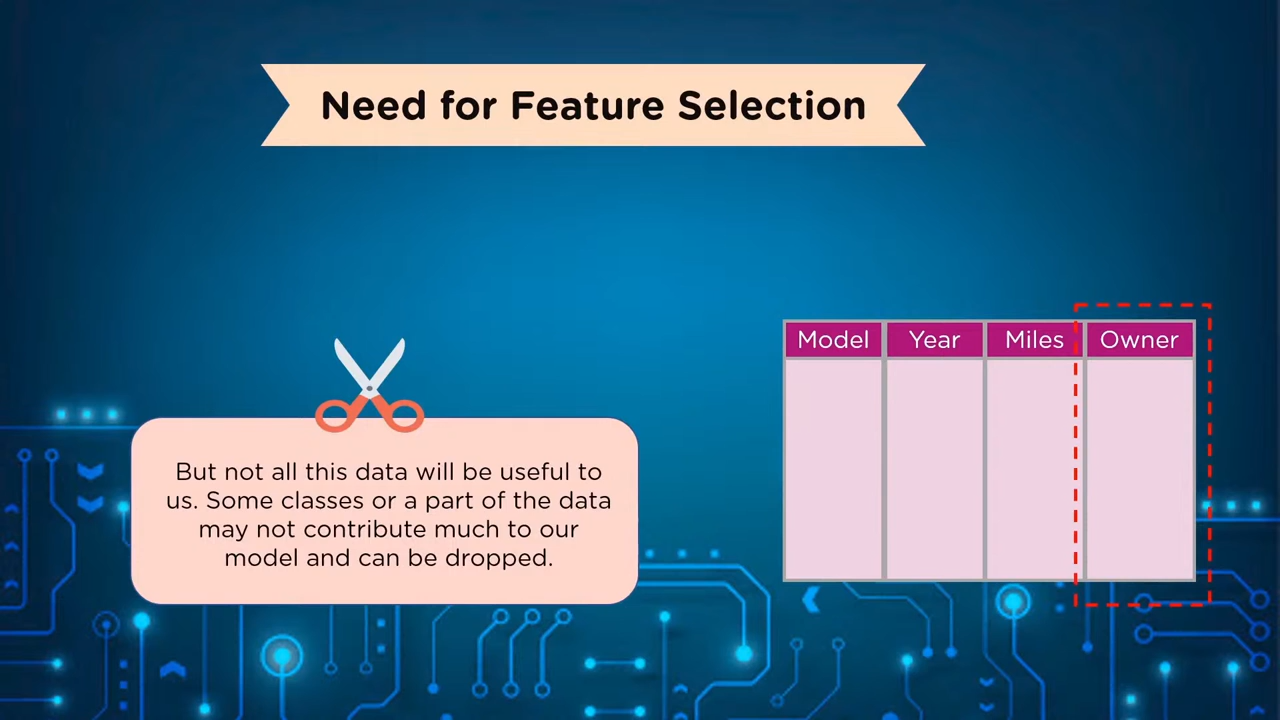 Need for Feature Selection
But not all this data will be useful to
us. Some classes or a part of the data
may not contribute much to our
model and can be dropped.
Model Year Miles Owner